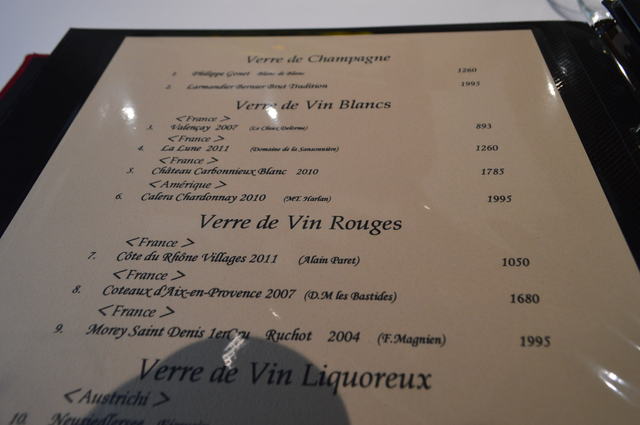 Verre de Champagne
1. Philippe Gonet Blanc de Blanc 1260
2. Larmandier Bernier Brut Tradition 1995
Verre de Vin Blancs
<France>
3. Valençay 2007 (Le Claux Delorme) 893
<France>
4. La Lune 2011 (Domaine de la Sansonnière) 1260
<France>
5. Château Carbonnieux Blanc 2010 1785
<Amérique>
6. Calera Chardonnay 2010 (MT. Harlan) 1995
Verre de Vin Rouges
<France>
7. Côte du Rhône Villages 2011 (Alain Paret) 1050
<France>
8. Coteaux d'Aix-en-Provence 2007 (D.M les Bastides) 1680
<France>
9. Morey Saint Denis 1erCru Ruchot 2004 (F.Magnien) 1995
Verre de Vin Liquoreux
<Austrichi>
10.